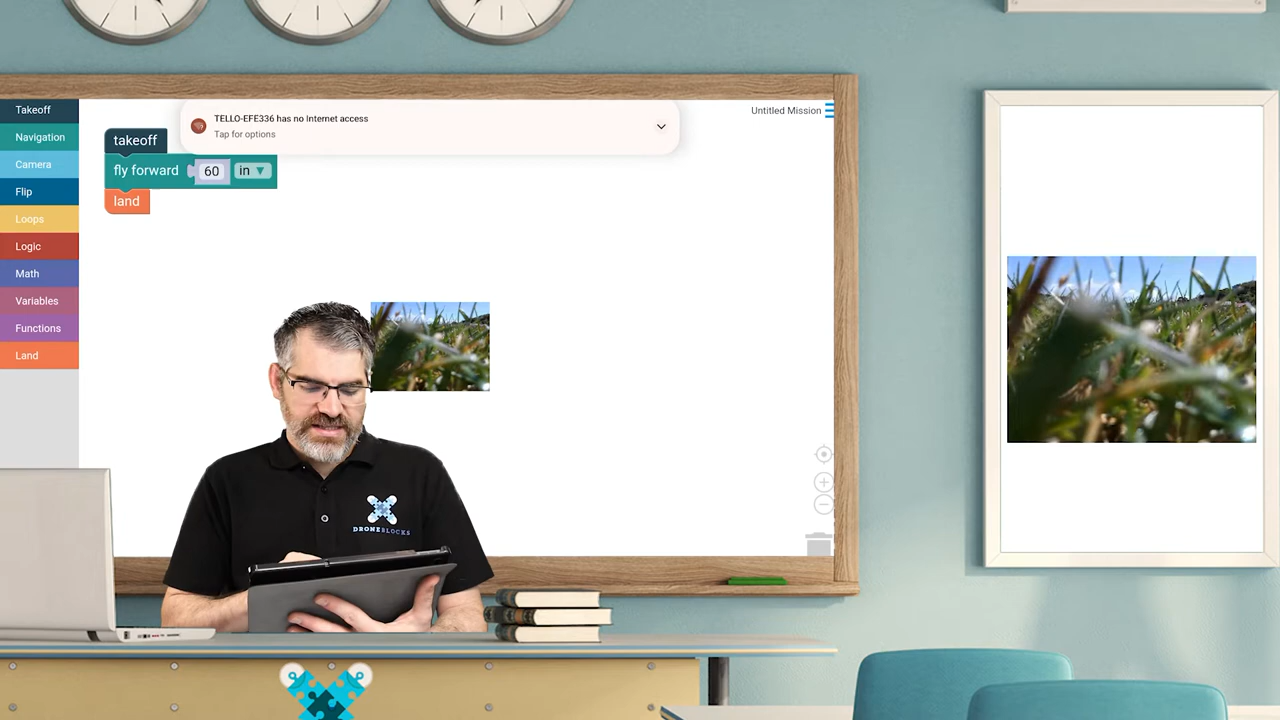 Takeoff
Navigation
Camera
Flip
Loops
Logic
Math
Variables
Functions
Land
TELLO-EFE336 has no Internet access
Tap for options
Untitled Mission
takeoff
fly forward 60 in ▼
land
DRONEBLOCKS